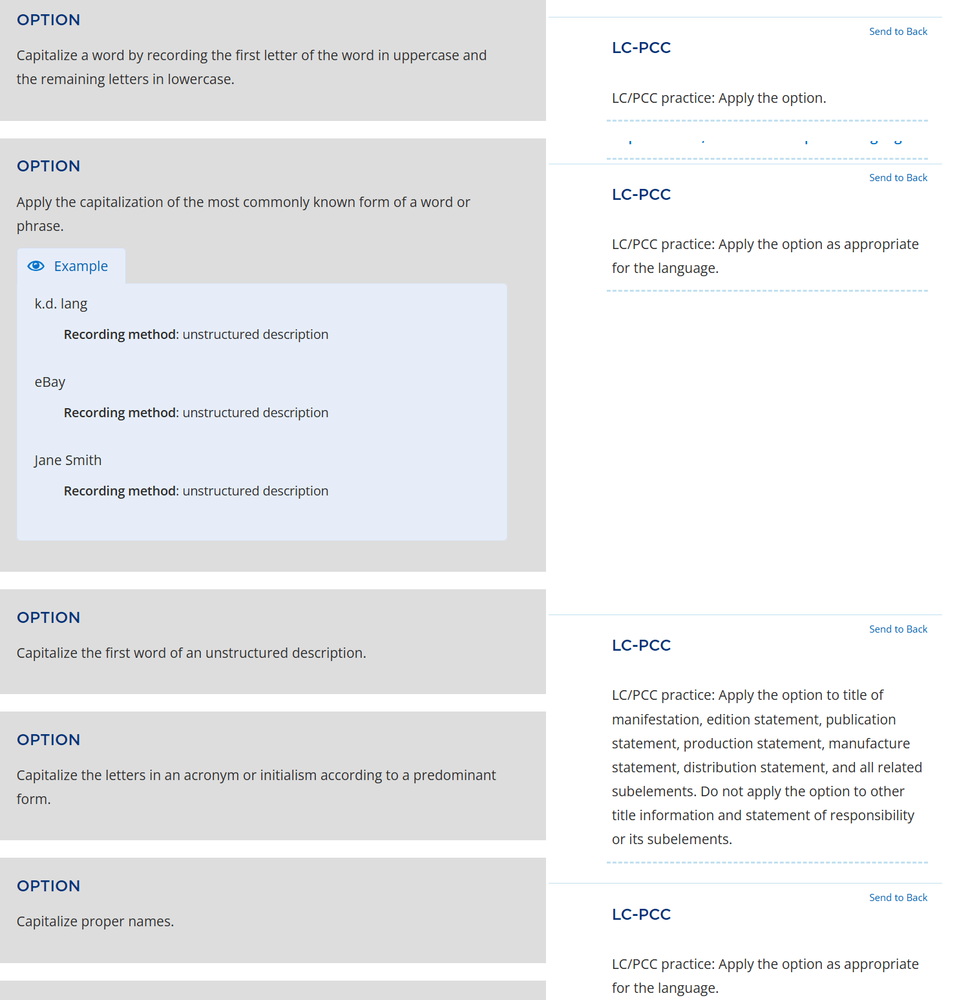 OPTION
Capitalize a word by recording the first letter of the word in uppercase and
the remaining letters in lowercase.
Send to Back
LC-PCC
LC/PCC practice: Apply the option.
OPTION
Apply the capitalization of the most commonly known form of a word or
phrase.
Example
k.d. lang
Recording method: unstructured description
eBay
Recording method: unstructured description
Jane Smith
Recording method: unstructured description
Send to Back
LC-PCC
LC/PCC practice: Apply the option as appropriate
for the language.
OPTION
Capitalize the first word of an unstructured description.
Send to Back
LC-PCC
LC/PCC practice: Apply the option to title of
manifestation, edition statement, publication
statement, production statement, manufacture
statement, distribution statement, and all related
subelements. Do not apply the option to other
title information and statement of responsibility
or its subelements.
OPTION
Capitalize the letters in an acronym or initialism according to a predominant
form.
OPTION
Capitalize proper names.
Send to Back
LC-PCC
LC/PCC practice: Apply the option as appropriate
for the language.